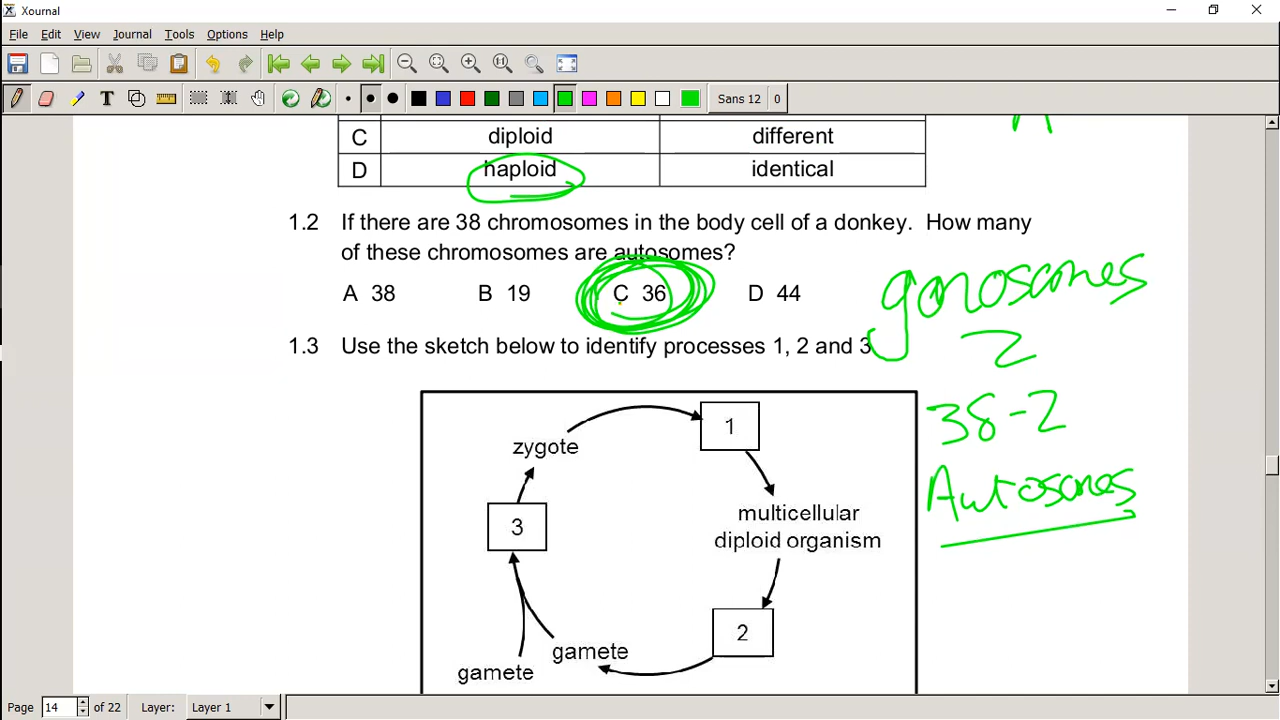 Xournal
File Edit View Journal Tools Options Help
T Sans 12 0
C diploid different
D haploid identical
1.2 If there are 38 chromosomes in the body cell of a donkey. How many
of these chromosomes are autosomes?
A 38 B 19 C 36 D 44
gonosomes
2
1.3 Use the sketch below to identify processes 1, 2 and 3
38-2
1
zygote
Autosomes
3
multicellular
diploid organism
2
gamete
gamete
Page 14 of 22 Layer: Layer 1